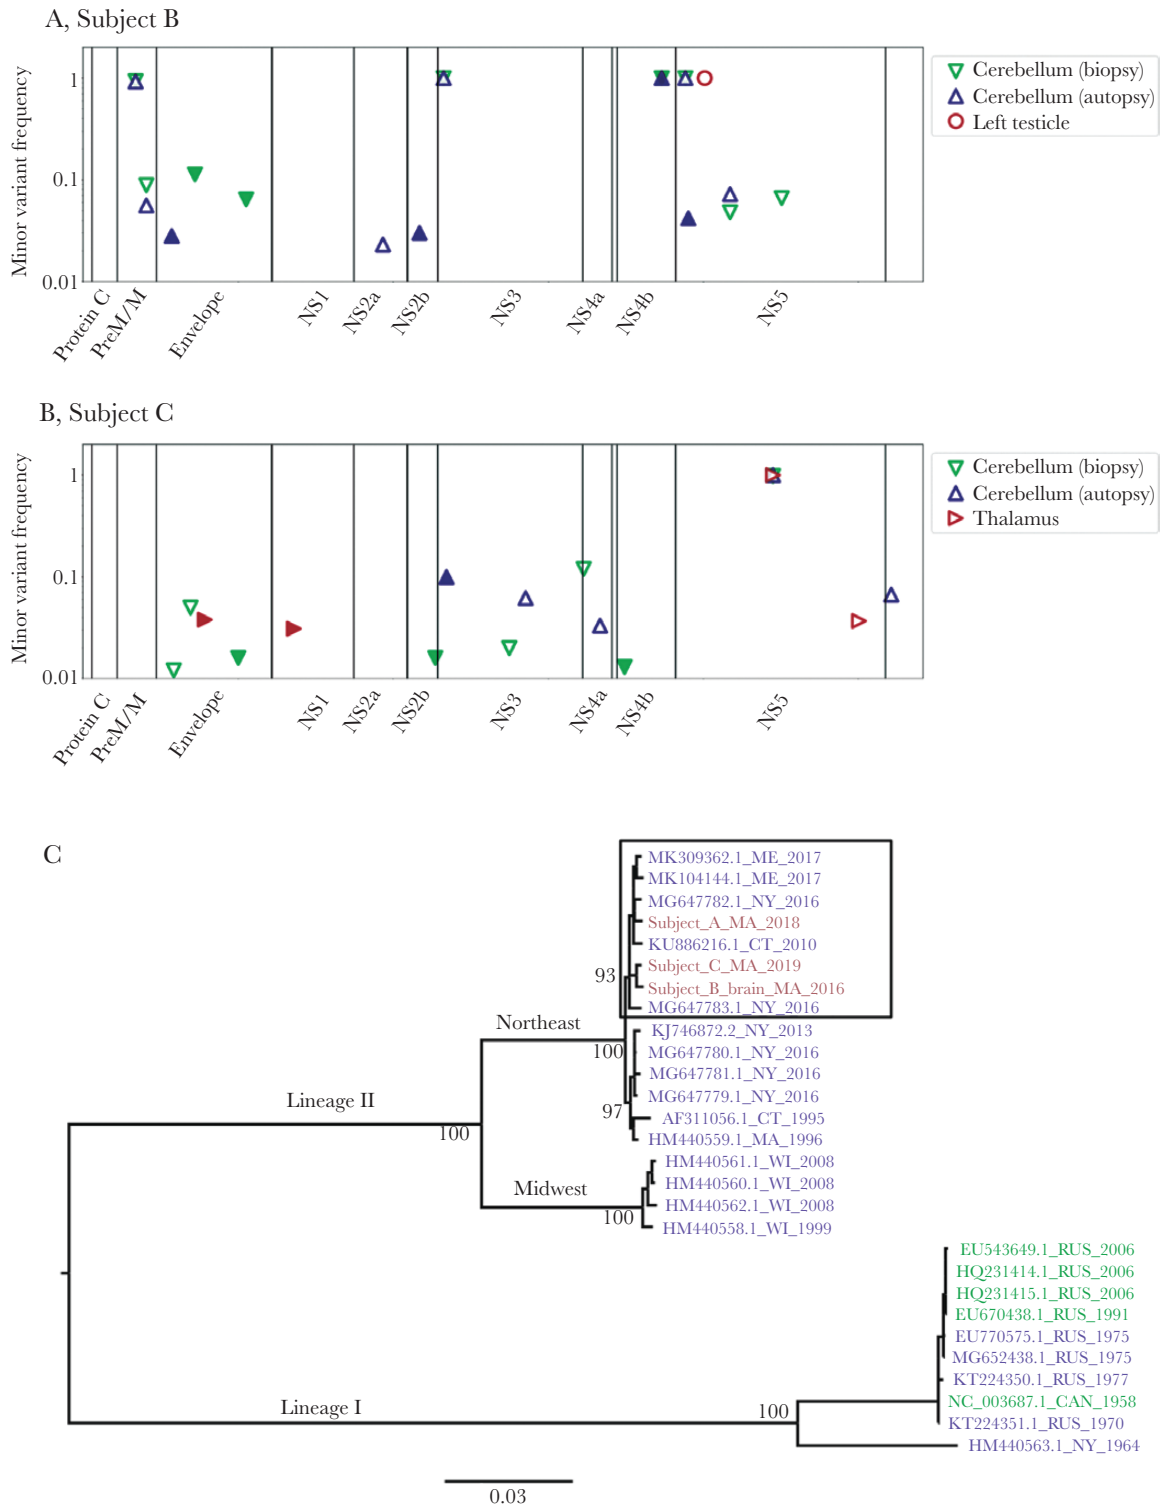 A, Subject B
Minor variant frequency
1
0.1
0.01
Protein C
PreM/M
Envelope
NS1
NS2a
NS2b
NS3
NS4a
NS4b
NS5
Cerebellum (biopsy)
Cerebellum (autopsy)
Left testicle
B, Subject C
Minor variant frequency
1
0.1
0.01
Protein C
PreM/M
Envelope
NS1
NS2a
NS2b
NS3
NS4a
NS4b
NS5
Cerebellum (biopsy)
Cerebellum (autopsy)
Thalamus
C
MK309362.1_ME_2017
MK104144.1_ME_2017
MG647782.1_NY_2016
Subject_A_MA_2018
KU886216.1_CT_2010
Subject_C_MA_2019
93
Subject_B_brain_MA_2016
MG647783.1_NY_2016
Northeast
KJ746872.2_NY_2013
100
MG647780.1_NY_2016
MG647781.1_NY_2016
MG647779.1_NY_2016
Lineage II
97
AF311056.1_CT_1995
100
HM440559.1_MA_1996
HM440561.1_WI_2008
Midwest
HM440560.1_WI_2008
HM440562.1_WI_2008
100
HM440558.1_WI_1999
EU543649.1_RUS_2006
HQ231414.1_RUS_2006
HQ231415.1_RUS_2006
EU670438.1_RUS_1991
EU770575.1_RUS_1975
MG652438.1_RUS_1975
KT224350.1_RUS_1977
Lineage I
100
NC_003687.1_CAN_1958
KT224351.1_RUS_1970
HM440563.1_NY_1964
0.03